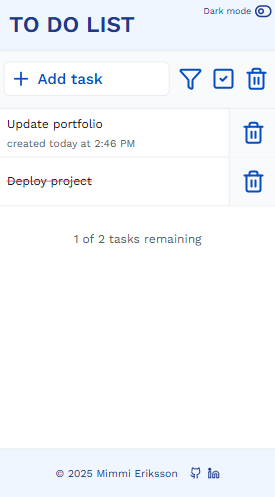 Dark mode
TO DO LIST
Add task
Update portfolio
created today at 2:46 PM
Deploy project
1 of 2 tasks remaining
© 2025 Mimmi Eriksson